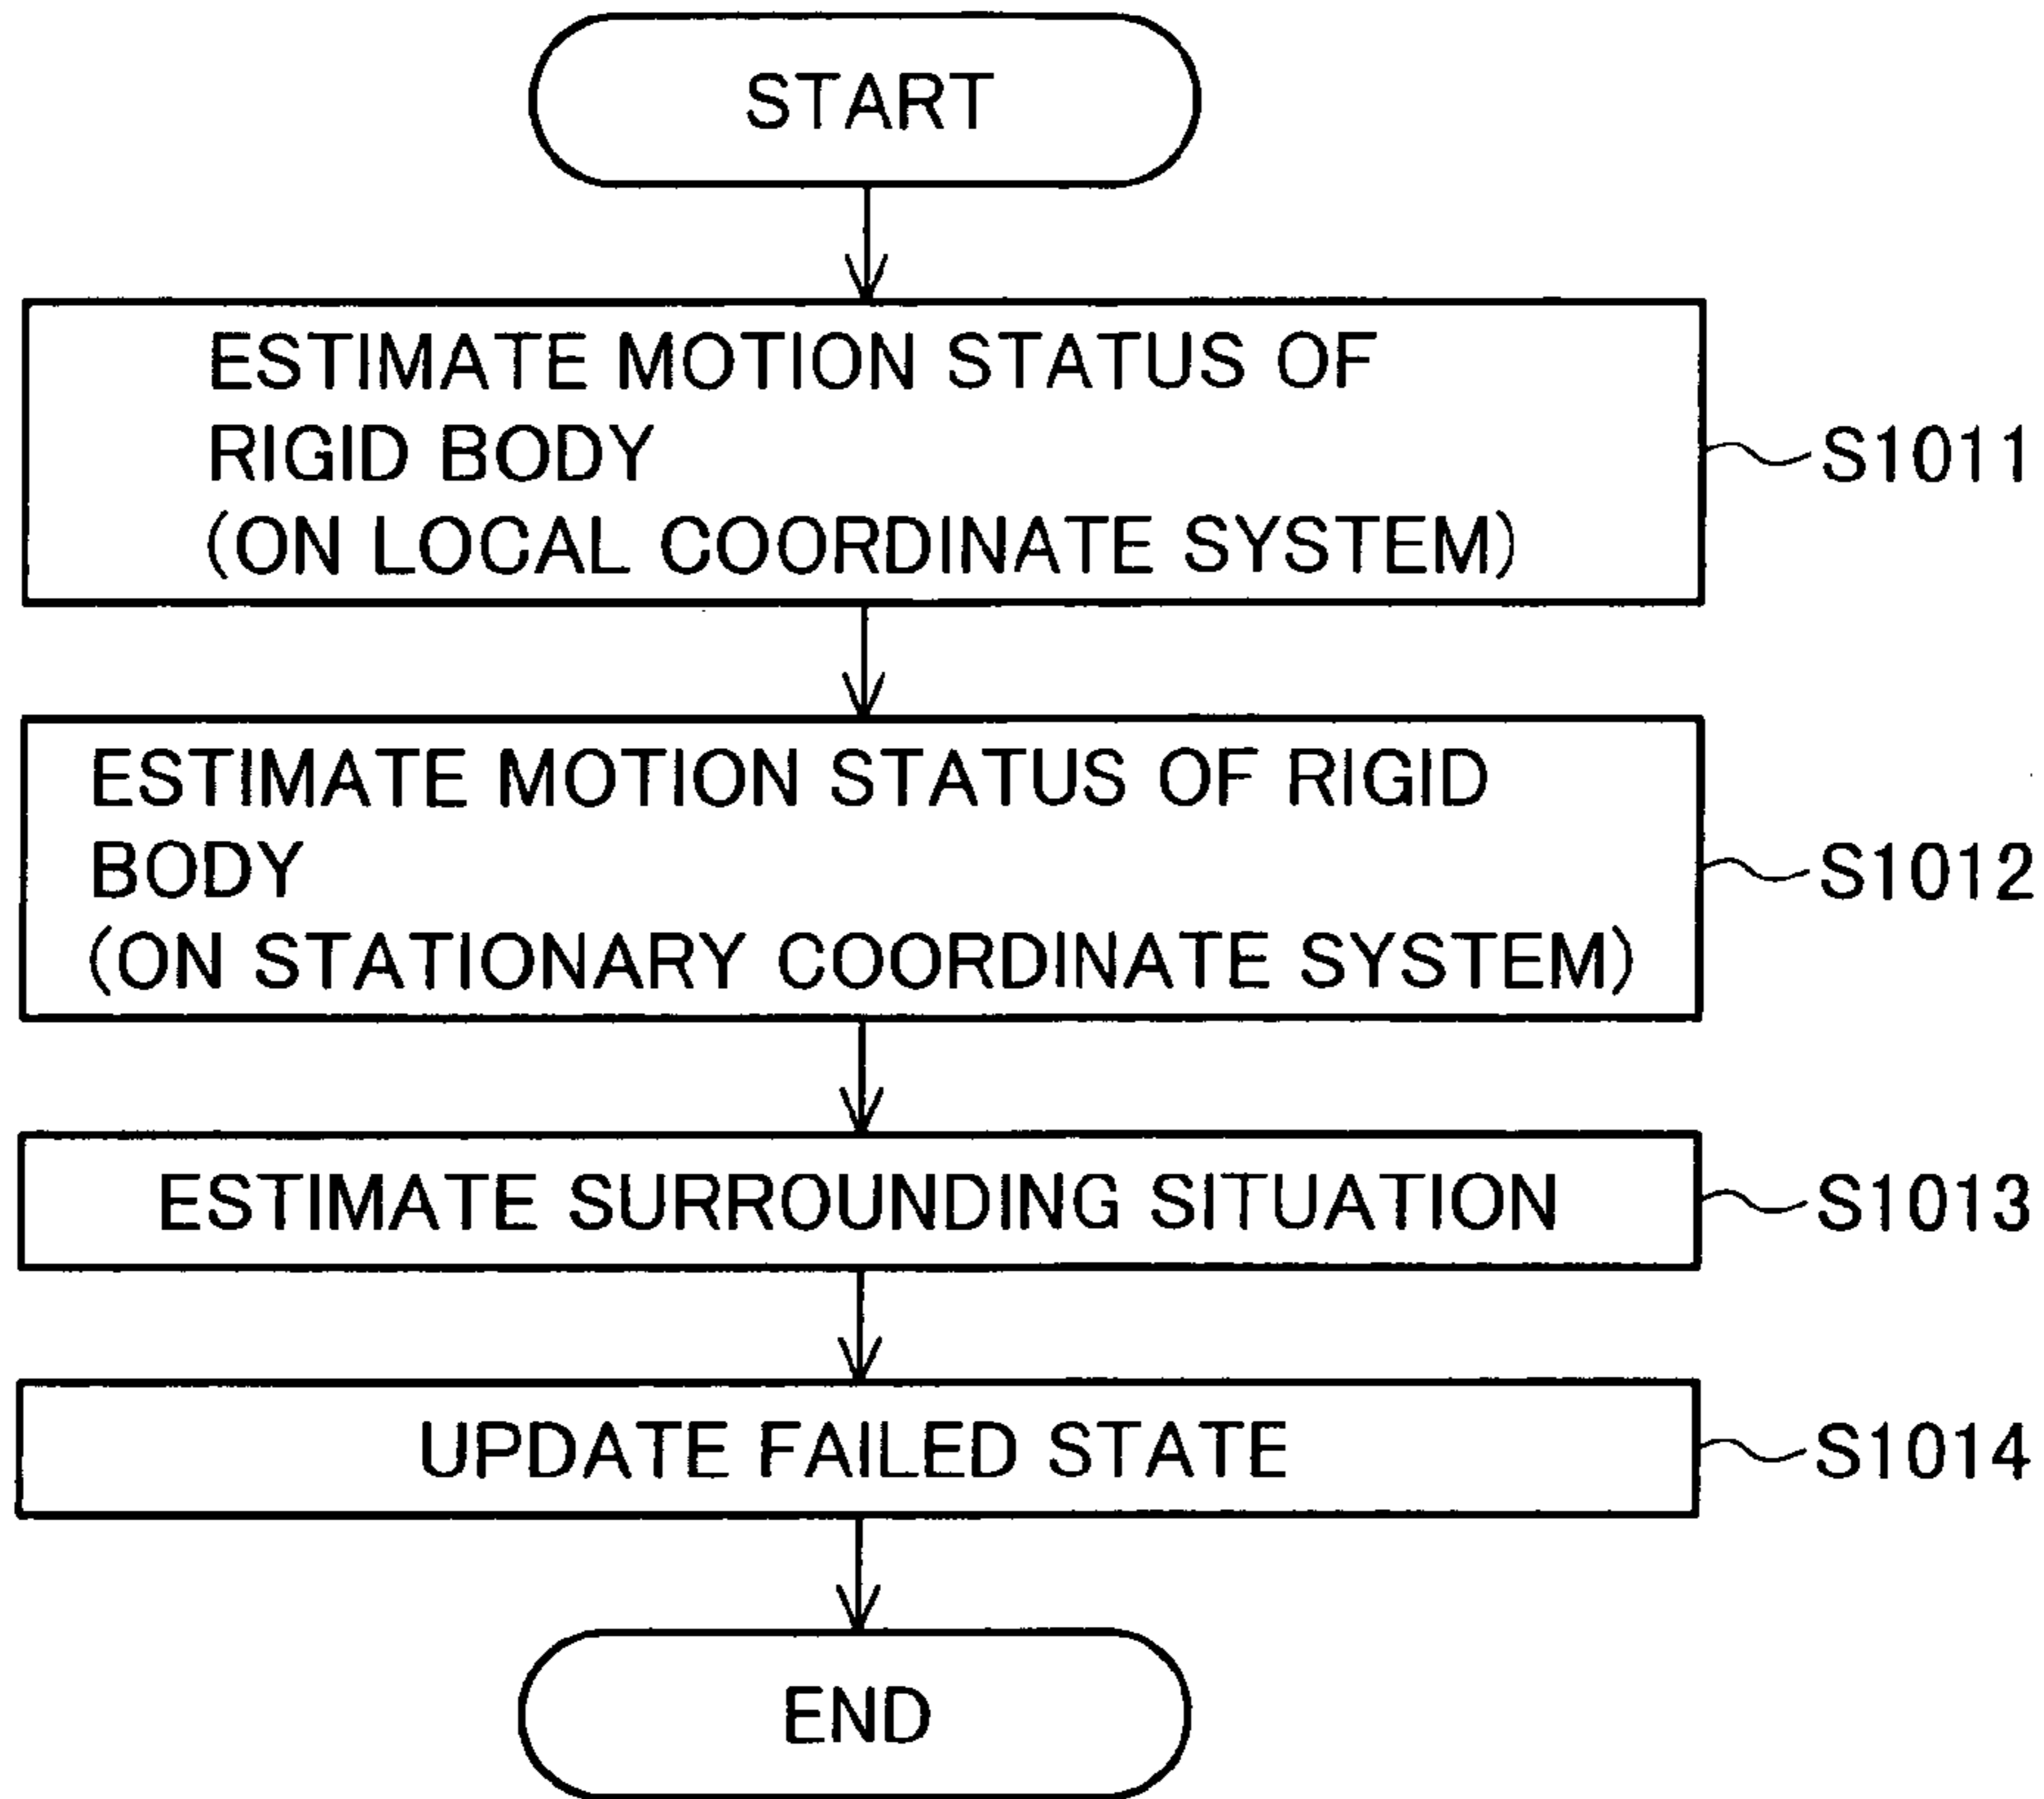 START
ESTIMATE MOTION STATUS OF
RIGID BODY
(ON LOCAL COORDINATE SYSTEM)
S1011
ESTIMATE MOTION STATUS OF RIGID
BODY
(ON STATIONARY COORDINATE SYSTEM)
S1012
ESTIMATE SURROUNDING SITUATION
S1013
UPDATE FAILED STATE
S1014
END